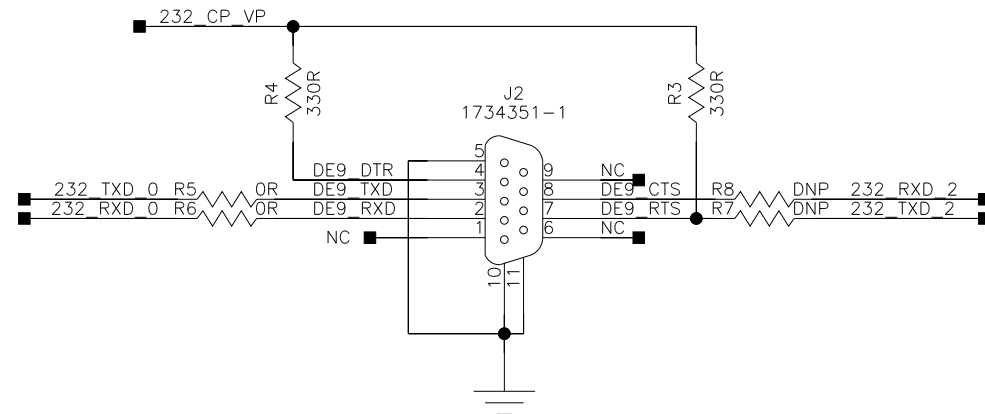 232_CP_VP
R4
330R
R3
330R
J2
1734351-1
5
4
3
2
1
9
8
7
6
10
11
DE9_DTR
NC
232_TXD_0 R5 0R DE9_TXD
DE9_CTS R8 DNP 232_RXD_2
232_RXD_0 R6 0R DE9_RXD
DE9_RTS R7 DNP 232_TXD_2
NC
NC